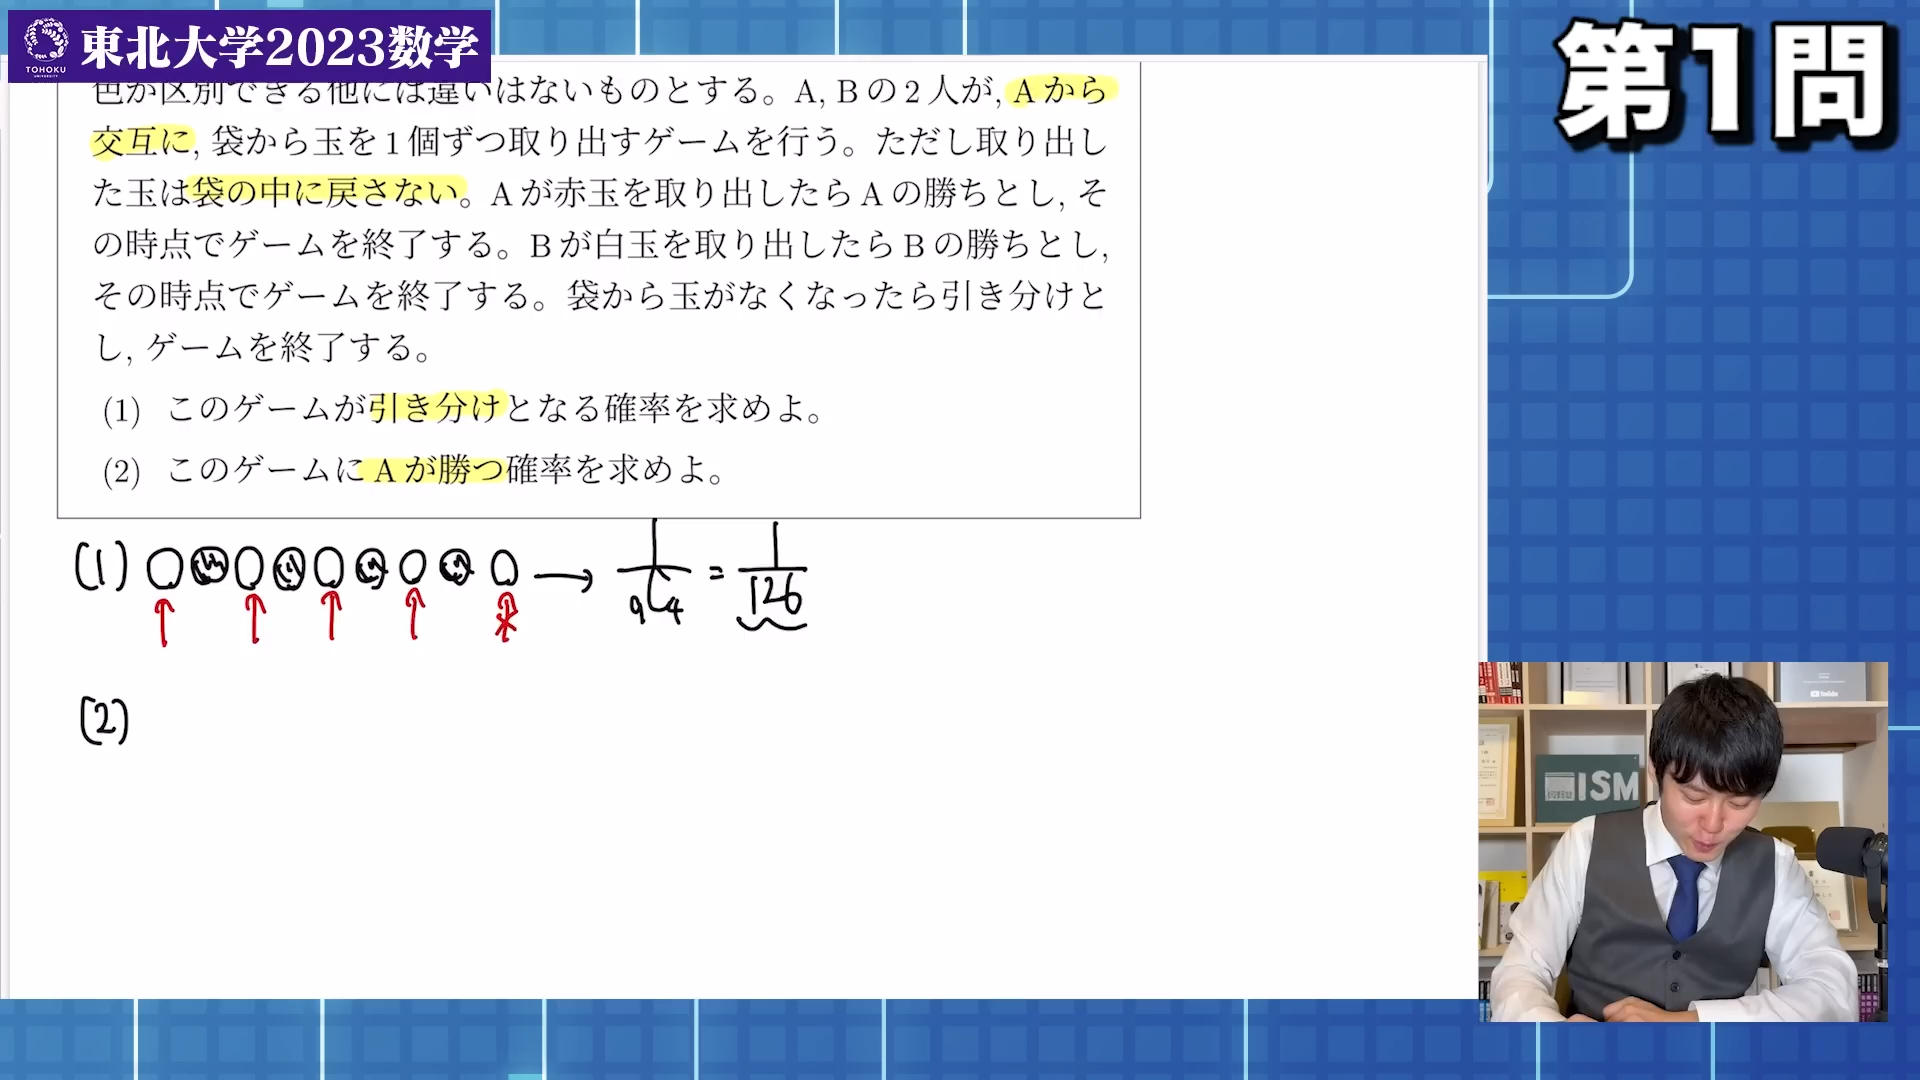 東北大学2023数学
TOHOKU
UNIVERSITY
第1問
色が区別できる他には違いはないものとする。A, Bの2人が, Aから
交互に, 袋から玉を1個ずつ取り出すゲームを行う。ただし取り出し
た玉は袋の中に戻さない。Aが赤玉を取り出したらAの勝ちとし, そ
の時点でゲームを終了する。Bが白玉を取り出したらBの勝ちとし,
その時点でゲームを終了する。袋から玉がなくなったら引き分けと
し, ゲームを終了する。
(1) このゲームが引き分けとなる確率を求めよ。
(2) このゲームにAが勝つ確率を求めよ。
(1) → 1/9C4 = 1/126
(2)
ISM
YouTube